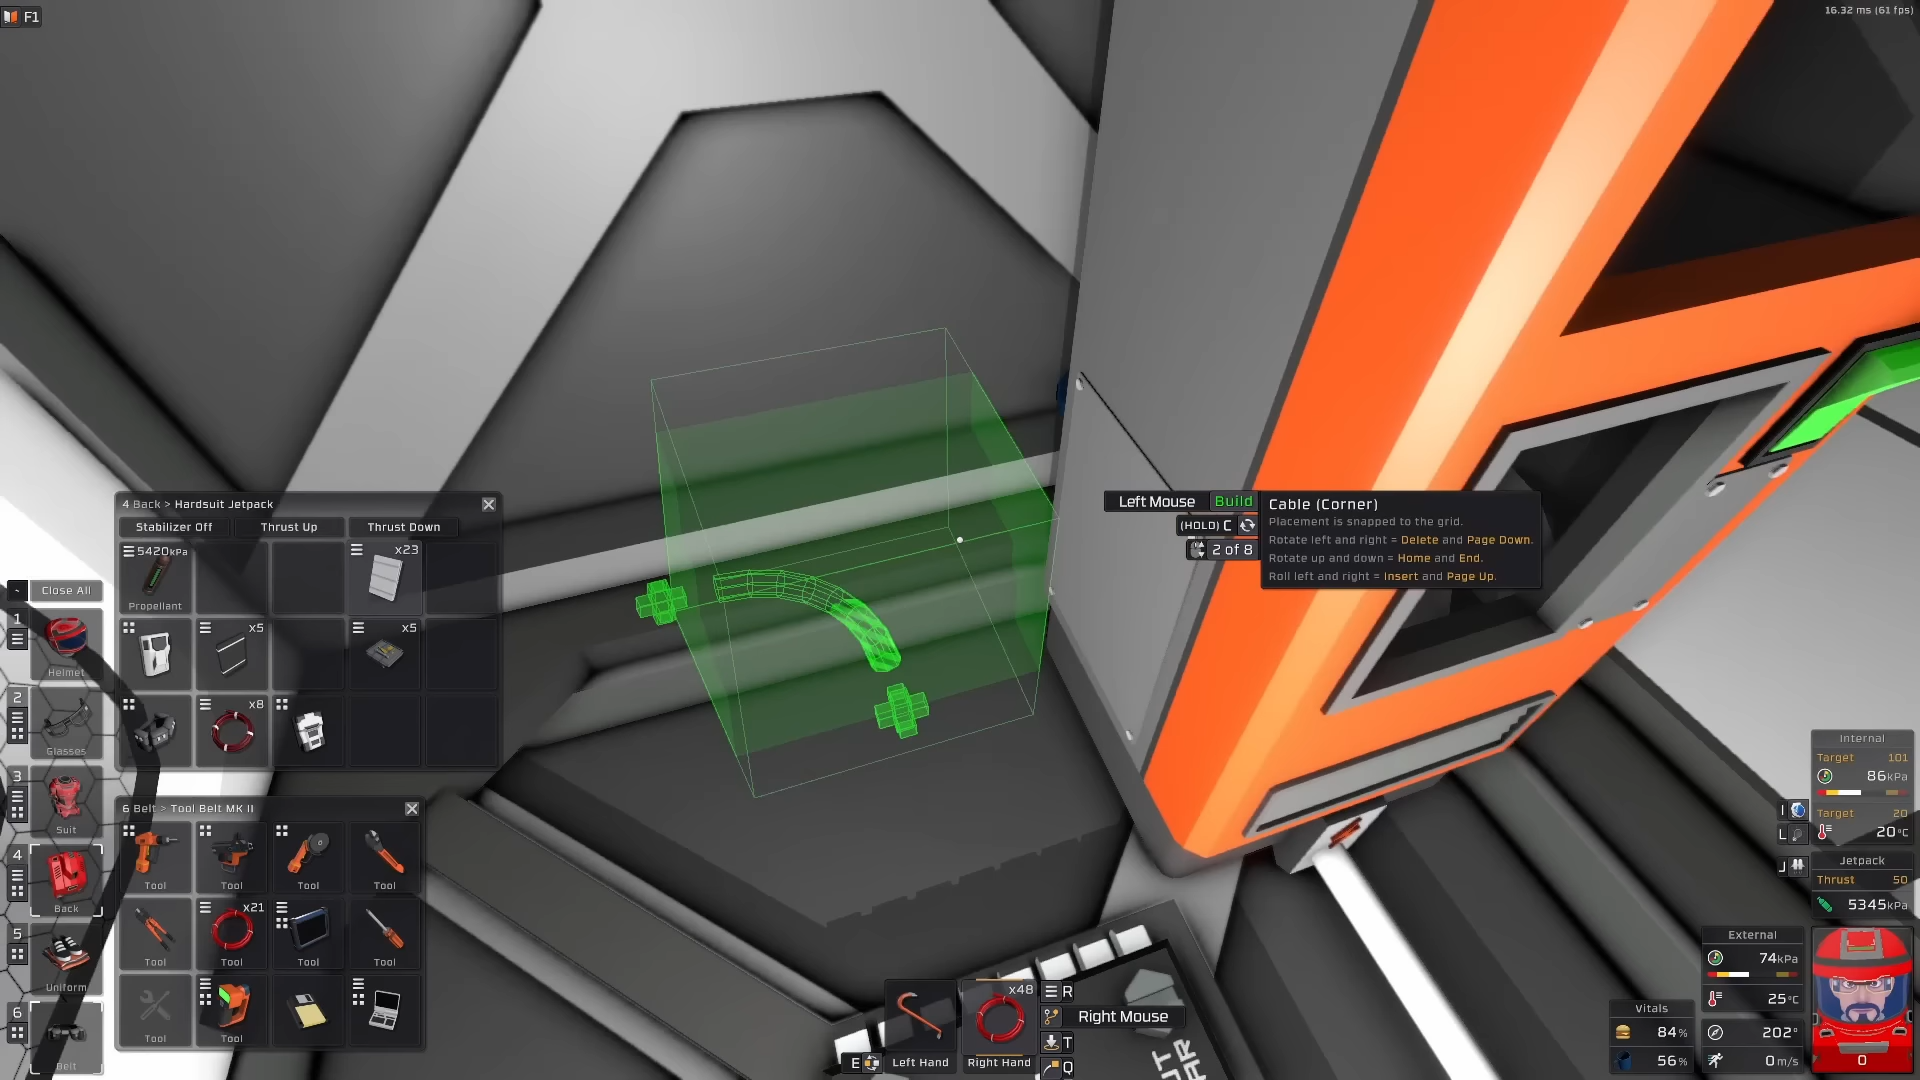 F1
16.32 ms (61 fps)
4 Back > Hardsuit Jetpack
Stabilizer Off
Thrust Up
Thrust Down
5420kPa
x23
Propellant
x5
x5
x8
Close All
1
Helmet
2
Glasses
3
Suit
4
Back
5
Uniform
6
Belt
6 Belt > Tool Belt MK II
Tool
Tool
Tool
Tool
x21
Tool
Tool
Tool
Tool
Tool
Tool
Left Mouse
Build
(HOLD) C
2 of 8
Cable (Corner)
Placement is snapped to the grid.
Rotate left and right = Delete and Page Down.
Rotate up and down = Home and End.
Roll left and right = Insert and Page Up.
x48
R
Right Mouse
T
Q
E
Left Hand
Right Hand
Internal
Target 101
86kPa
Target 20
20°C
I
L
J
Jetpack
Thrust 50
5345kPa
External
74kPa
25°C
202°
0m/s
Vitals
84%
56%
0